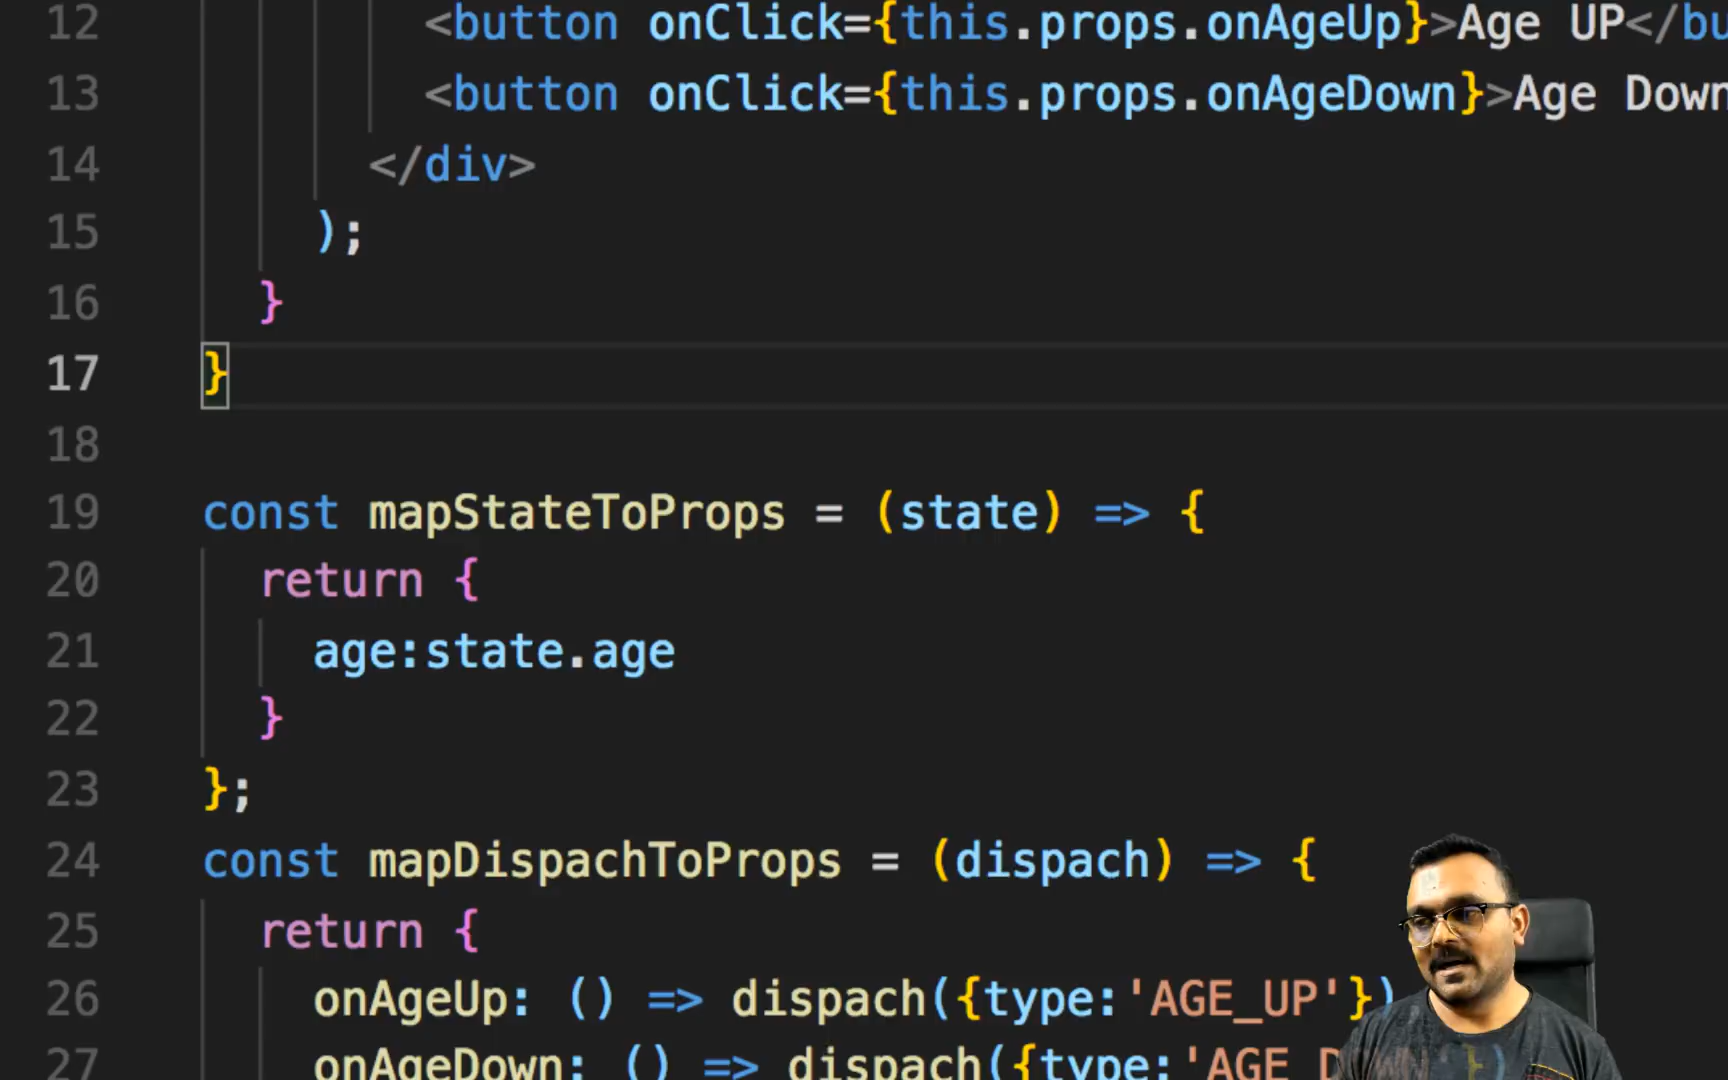 12 <button onClick={this.props.onAgeUp}>Age UP</bu
13 <button onClick={this.props.onAgeDown}>Age Down
14 </div>
15 );
16 }
17 }
18
19 const mapStateToProps = (state) => {
20 return {
21 age:state.age
22 }
23 };
24 const mapDispachToProps = (dispach) => {
25 return {
26 onAgeUp: () => dispach({type:'AGE_UP'})
27 onAgeDown: () => dispach({type:'AGE_D